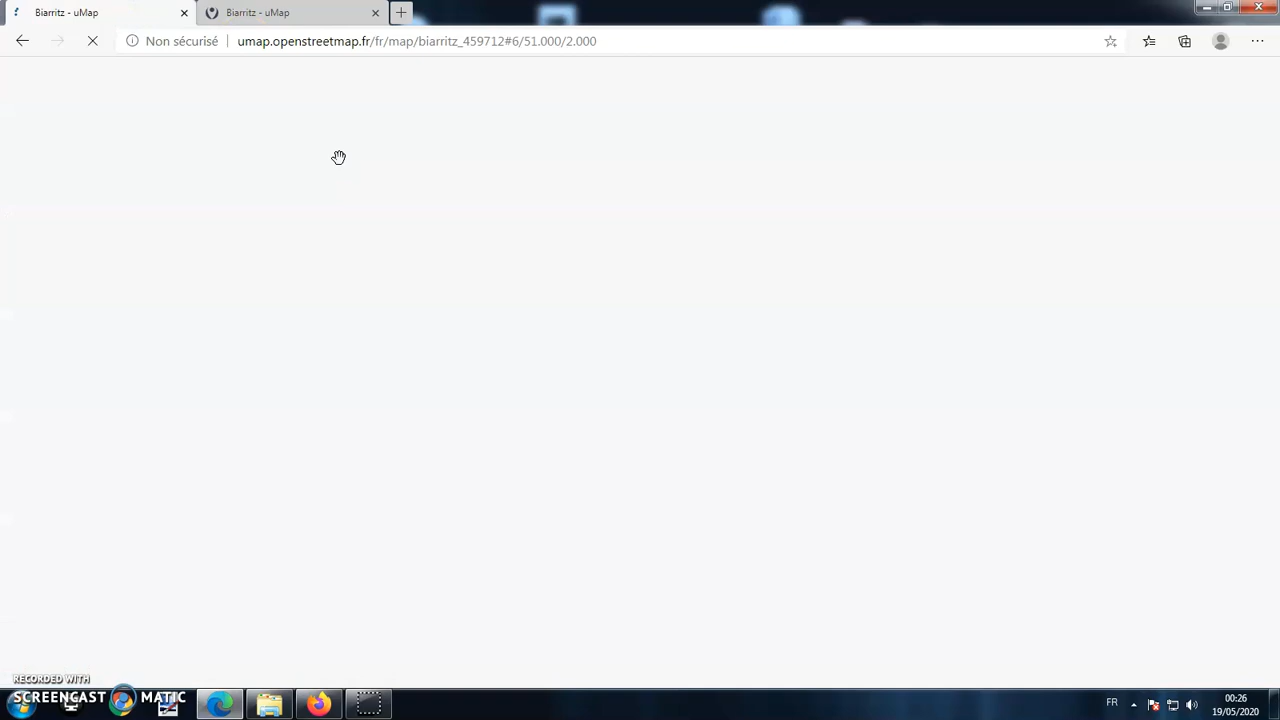 Biarritz - uMap
Biarritz - uMap
Non sécurisé
umap.openstreetmap.fr/fr/map/biarritz_459712#6/51.000/2.000
RECORDED WITH
SCREENCAST MATIC
FR
00:26
19/05/2020